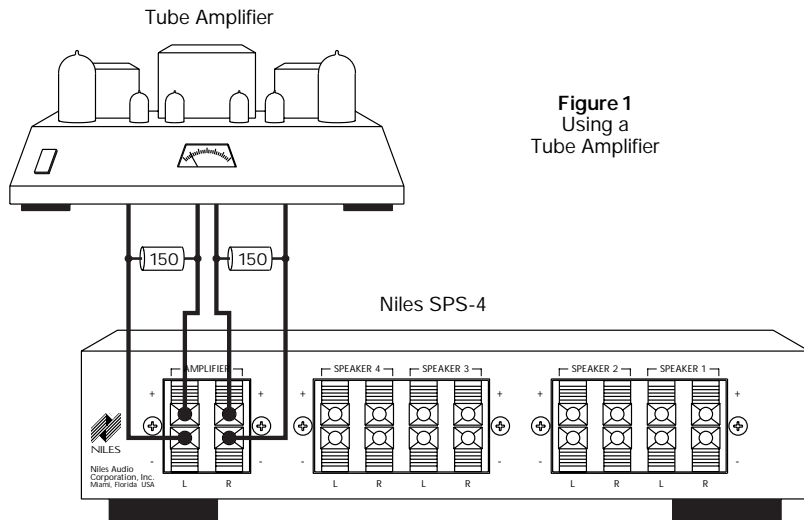 Tube Amplifier
Figure 1
Using a
Tube Amplifier
150
150
Niles SPS-4
AMPLIFIER
SPEAKER 4
SPEAKER 3
SPEAKER 2
SPEAKER 1
+ + + + + +
- - - - - -
NILES
Niles Audio
Corporation, Inc.
Miami, Florida USA
L R L R L R L R L R